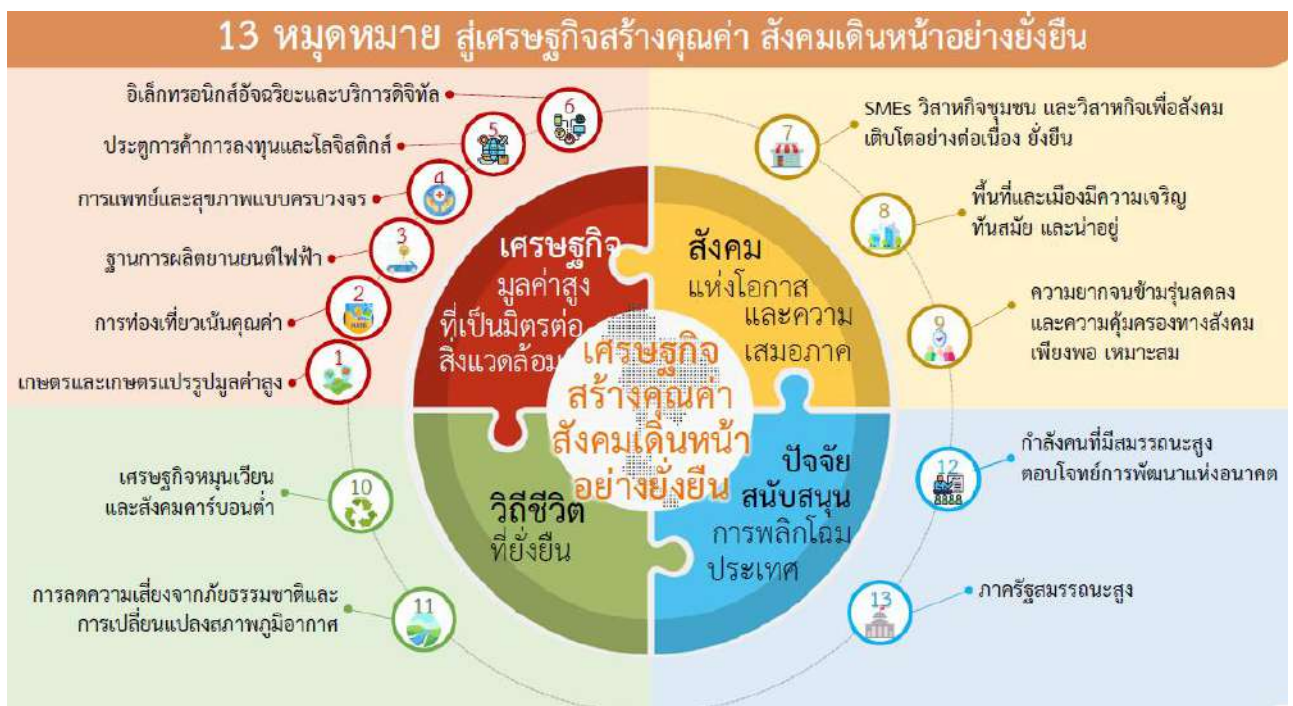 13 หมุดหมาย สู่เศรษฐกิจสร้างคุณค่า สังคมเดินหน้าอย่างยั่งยืน
อิเล็กทรอนิกส์อัจฉริยะและบริการดิจิทัล
6
ประตูการค้าการลงทุนและโลจิสติกส์
5
การแพทย์และสุขภาพแบบครบวงจร
4
ฐานการผลิตยานยนต์ไฟฟ้า
3
การท่องเที่ยวเน้นคุณค่า
2
เกษตรและเกษตรแปรรูปมูลค่าสูง
1
7
SMEs วิสาหกิจชุมชน และวิสาหกิจเพื่อสังคม
เติบโตอย่างต่อเนื่อง ยั่งยืน
8
พื้นที่และเมืองมีความเจริญ
ทันสมัย และน่าอยู่
9
ความยากจนข้ามรุ่นลดลง
และความคุ้มครองทางสังคม
เพียงพอ เหมาะสม
เศรษฐกิจ
มูลค่าสูง
ที่เป็นมิตรต่อ
สิ่งแวดล้อม
สังคม
แห่งโอกาส
และความ
เสมอภาค
เศรษฐกิจ
สร้างคุณค่า
สังคมเดินหน้า
อย่างยั่งยืน
วิถีชีวิต
ที่ยั่งยืน
ปัจจัย
สนับสนุน
การพลิกโฉม
ประเทศ
เศรษฐกิจหมุนเวียน
และสังคมคาร์บอนต่ำ
10
การลดความเสี่ยงจากภัยธรรมชาติและ
การเปลี่ยนแปลงสภาพภูมิอากาศ
11
12
กำลังคนที่มีสมรรถนะสูง
ตอบโจทย์การพัฒนาแห่งอนาคต
13
ภาครัฐสมรรถนะสูง